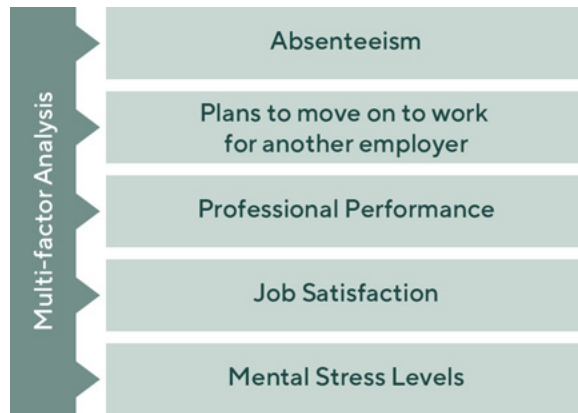 Multi-factor Analysis
Absenteeism
Plans to move on to work
for another employer
Professional Performance
Job Satisfaction
Mental Stress Levels